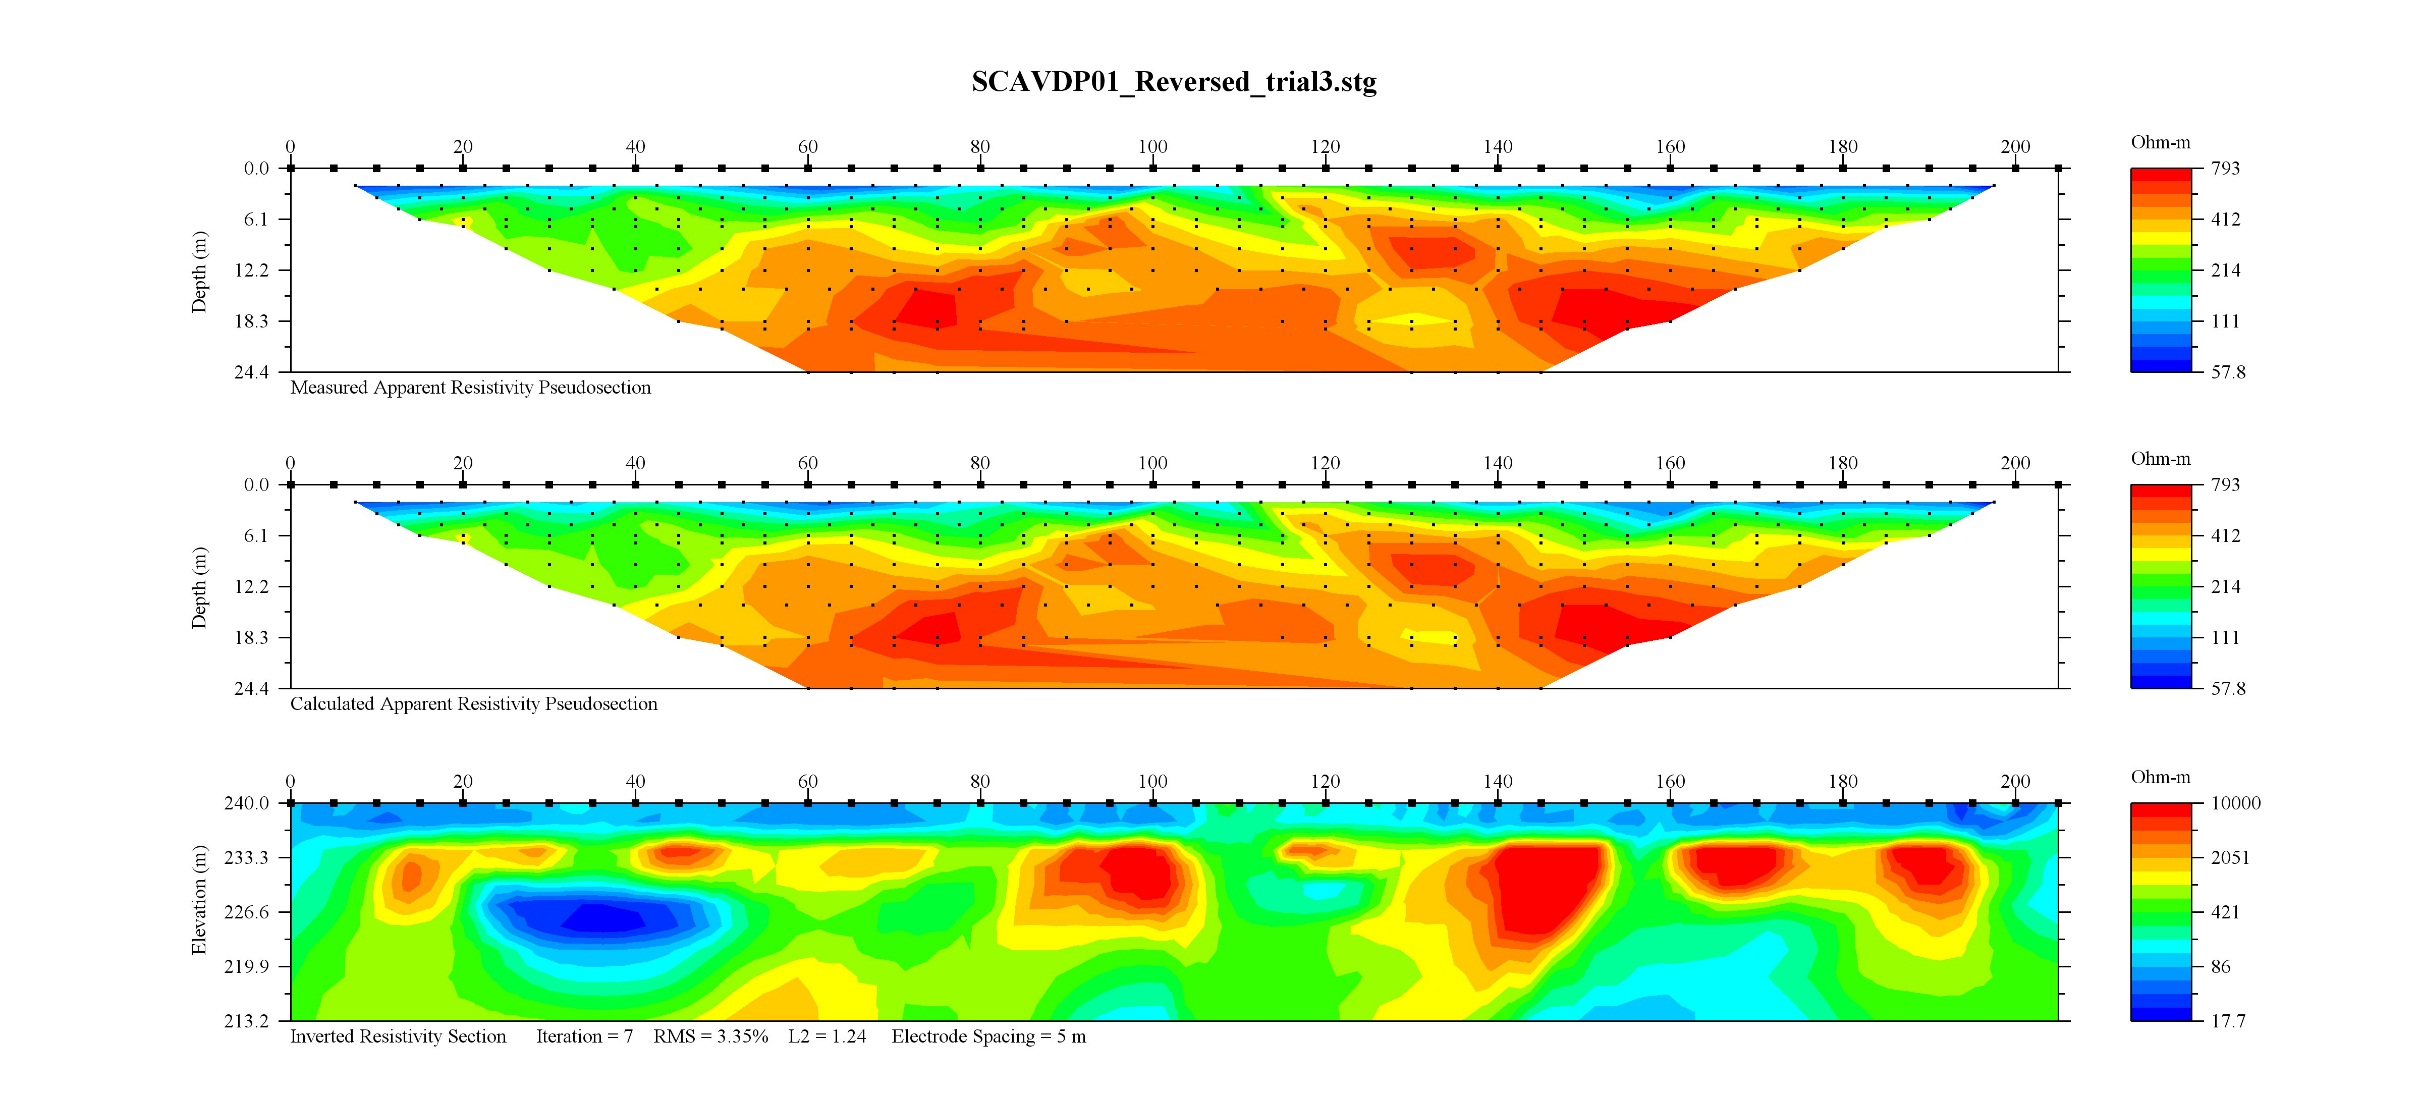 SCAVDP01_Reversed_trial3.stg
0 20 40 60 80 100 120 140 160 180 200
Ohm-m
0.0
6.1
12.2
18.3
24.4
Depth (m)
793
412
214
111
57.8
Measured Apparent Resistivity Pseudosection
0 20 40 60 80 100 120 140 160 180 200
Ohm-m
0.0
6.1
12.2
18.3
24.4
Depth (m)
793
412
214
111
57.8
Calculated Apparent Resistivity Pseudosection
0 20 40 60 80 100 120 140 160 180 200
Ohm-m
240.0
233.3
226.6
219.9
213.2
Elevation (m)
10000
2051
421
86
17.7
Inverted Resistivity Section Iteration = 7 RMS = 3.35% L2 = 1.24 Electrode Spacing = 5 m